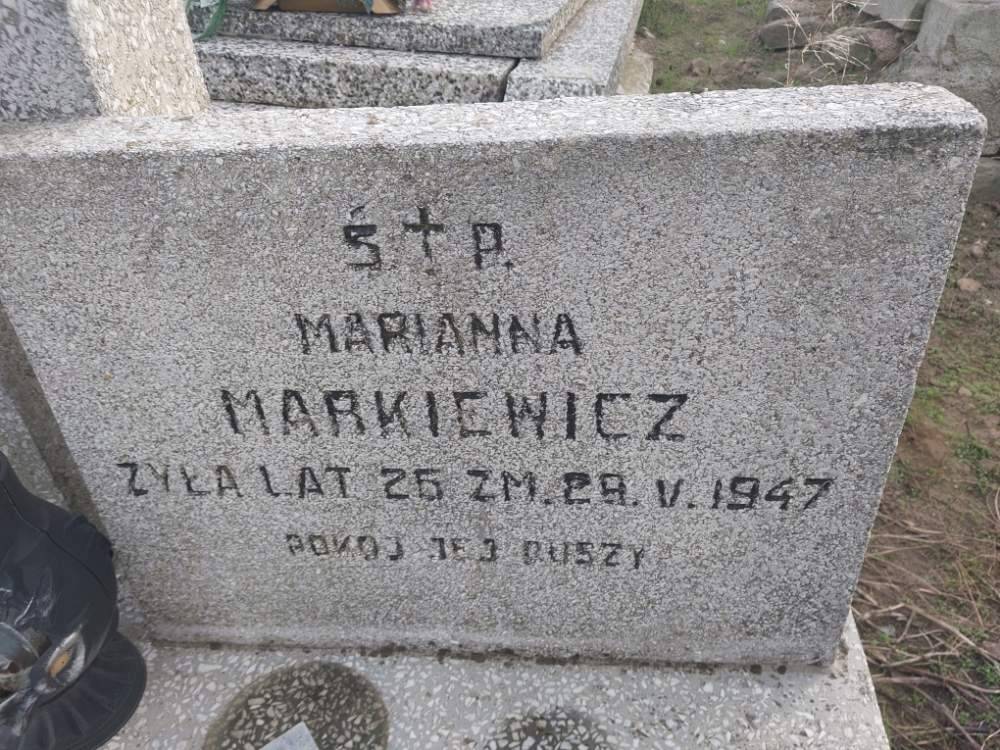 Ś. † P.
MARIANNA
MARKIEWICZ
ŻYŁA LAT 25 ZM. 29. V. 1947
POKÓJ JEJ DUSZY